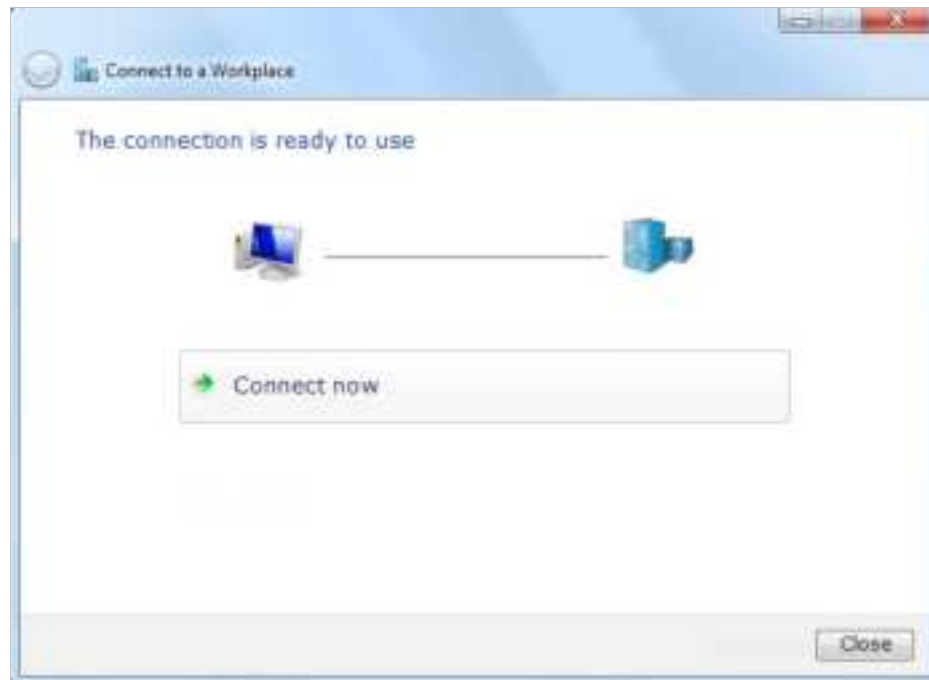 Connect to a Workplace
The connection is ready to use
Connect now
Close